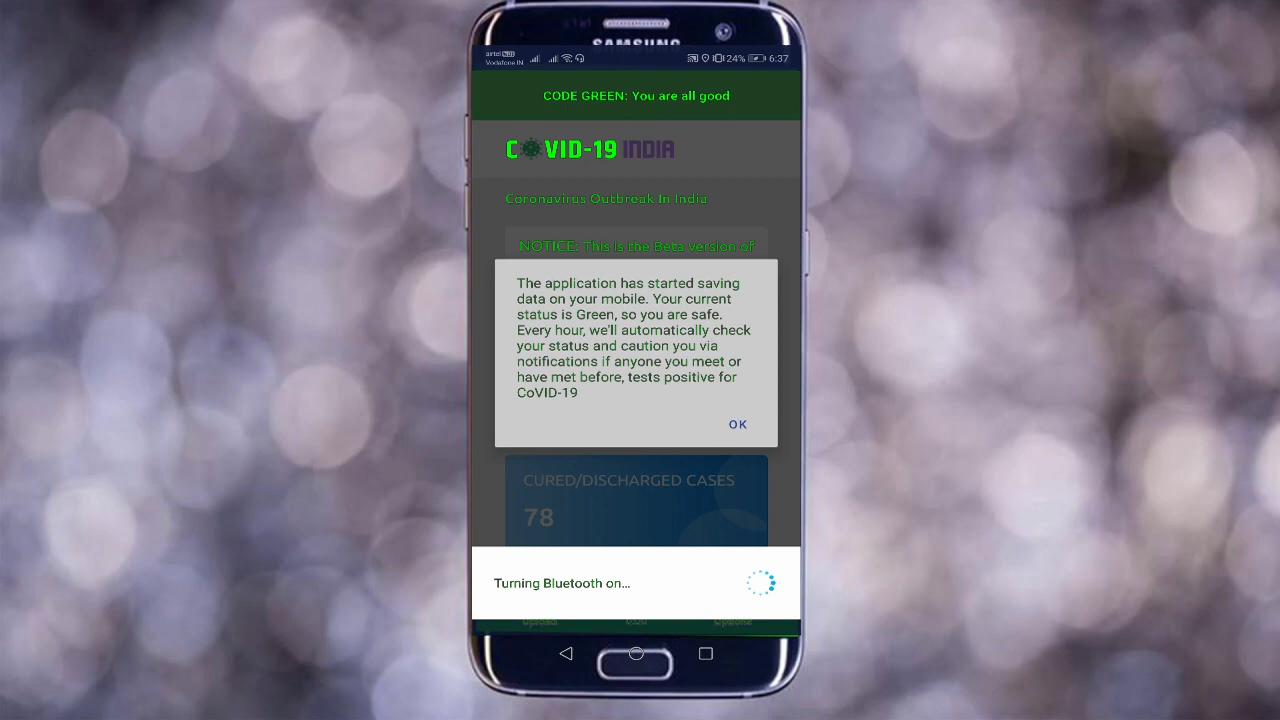 SAMSUNG
airtel
Vodafone IN
24% 6:37
CODE GREEN: You are all good
COVID-19 INDIA
Coronavirus Outbreak In India
NOTICE: This is the Beta version of
The application has started saving
data on your mobile. Your current
status is Green, so you are safe.
Every hour, we'll automatically check
your status and caution you via
notifications if anyone you meet or
have met before, tests positive for
CoVID-19
OK
CURED/DISCHARGED CASES
78
Turning Bluetooth on...
Upload Options